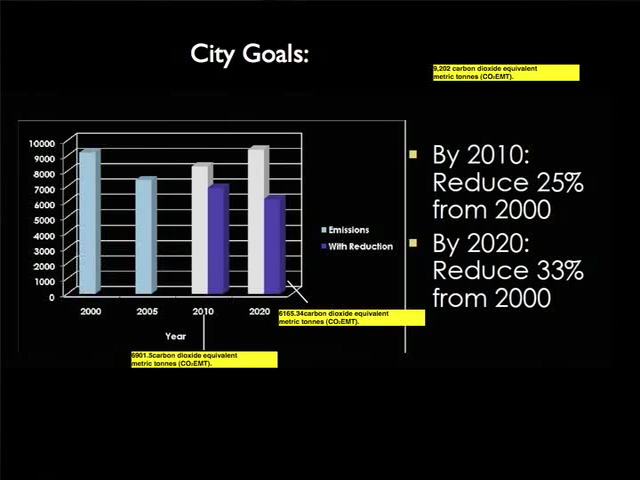 City Goals:
9,202 carbon dioxide equivalent
metric tonnes (CO₂EMT).
10000
9000
8000
7000
6000
5000
4000
3000
2000
1000
0
2000 2005 2010 2020
Year
Emissions
With Reduction
6165.34carbon dioxide equivalent
metric tonnes (CO₂EMT).
6901.5carbon dioxide equivalent
metric tonnes (CO₂EMT).
By 2010:
Reduce 25%
from 2000
By 2020:
Reduce 33%
from 2000